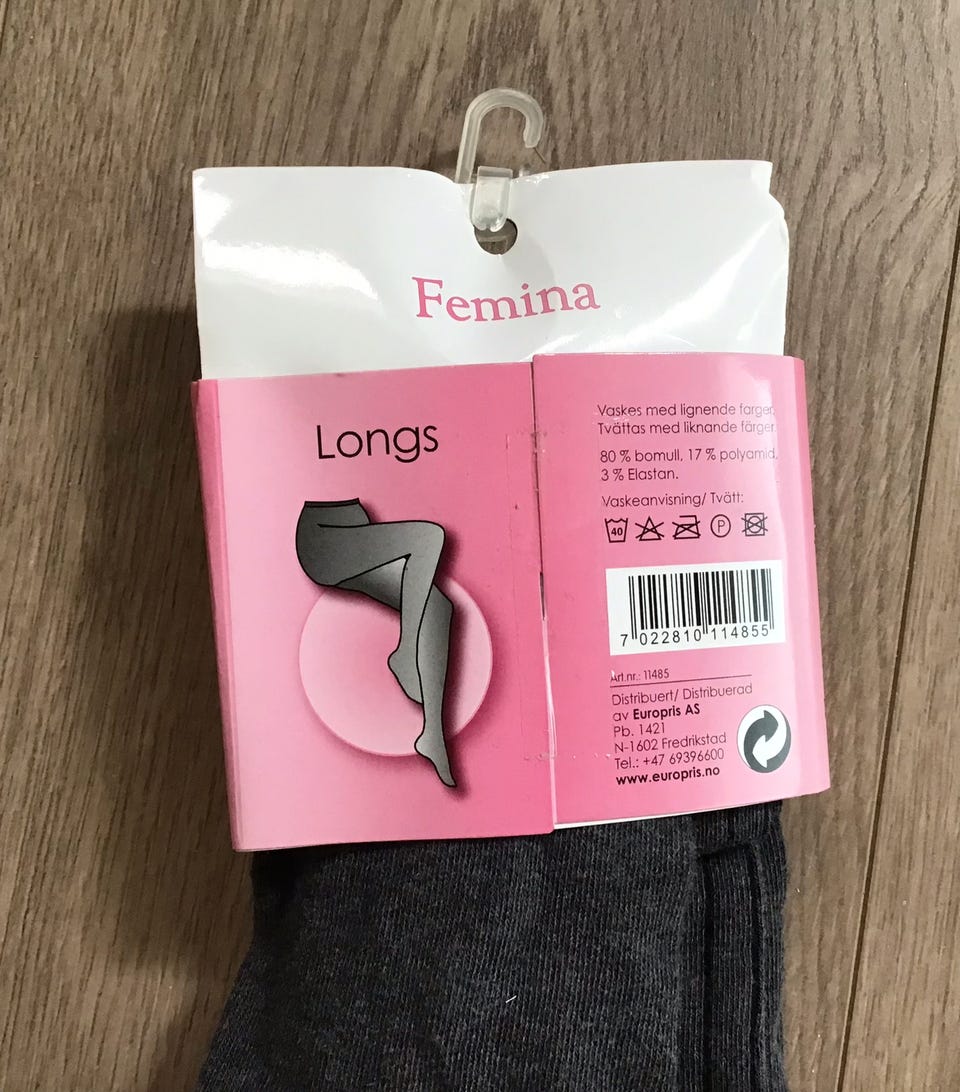 Femina
Longs
Vaskes med lignende farger
Tvättas med liknande färger
80 % bomull, 17 % polyamid,
3 % Elastan.
Vaskeanvisning/ Tvätt:
40
P
7 022810 114855
Art.nr.: 11485
Distribuert/ Distribuerad
av Europris AS
Pb. 1421
N-1602 Fredrikstad
Tel.: +47 69396600
www.europris.no